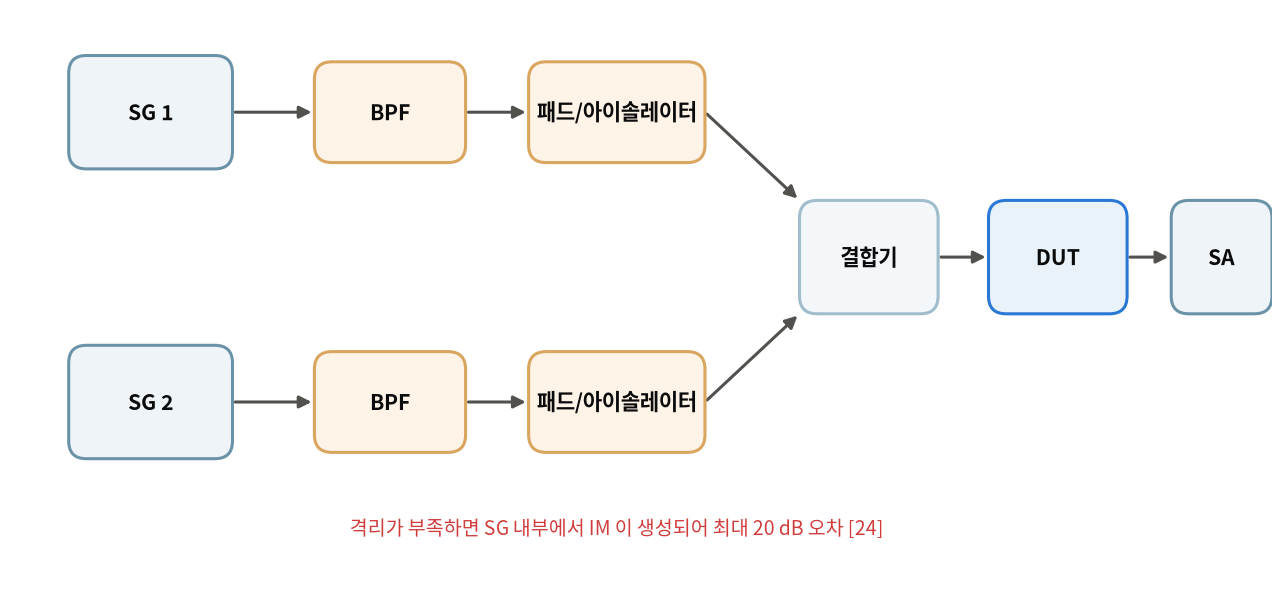 SG 1
BPF
패드/아이솔레이터
결합기
DUT
SA
SG 2
BPF
패드/아이솔레이터
격리가 부족하면 SG 내부에서 IM 이 생성되어 최대 20 dB 오차 [24]